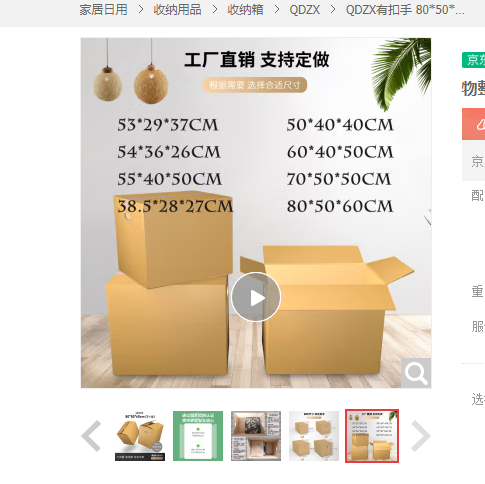 家居日用 > 收纳用品 > 收纳箱 > QDZX > QDZX有扣手 80*50*...
工厂直销 支持定做
根据需要 选择合适尺寸
53*29*37CM
50*40*40CM
54*36*26CM
60*40*50CM
55*40*50CM
70*50*50CM
38.5*28*27CM
80*50*60CM
京
物
京
配
重
服
选